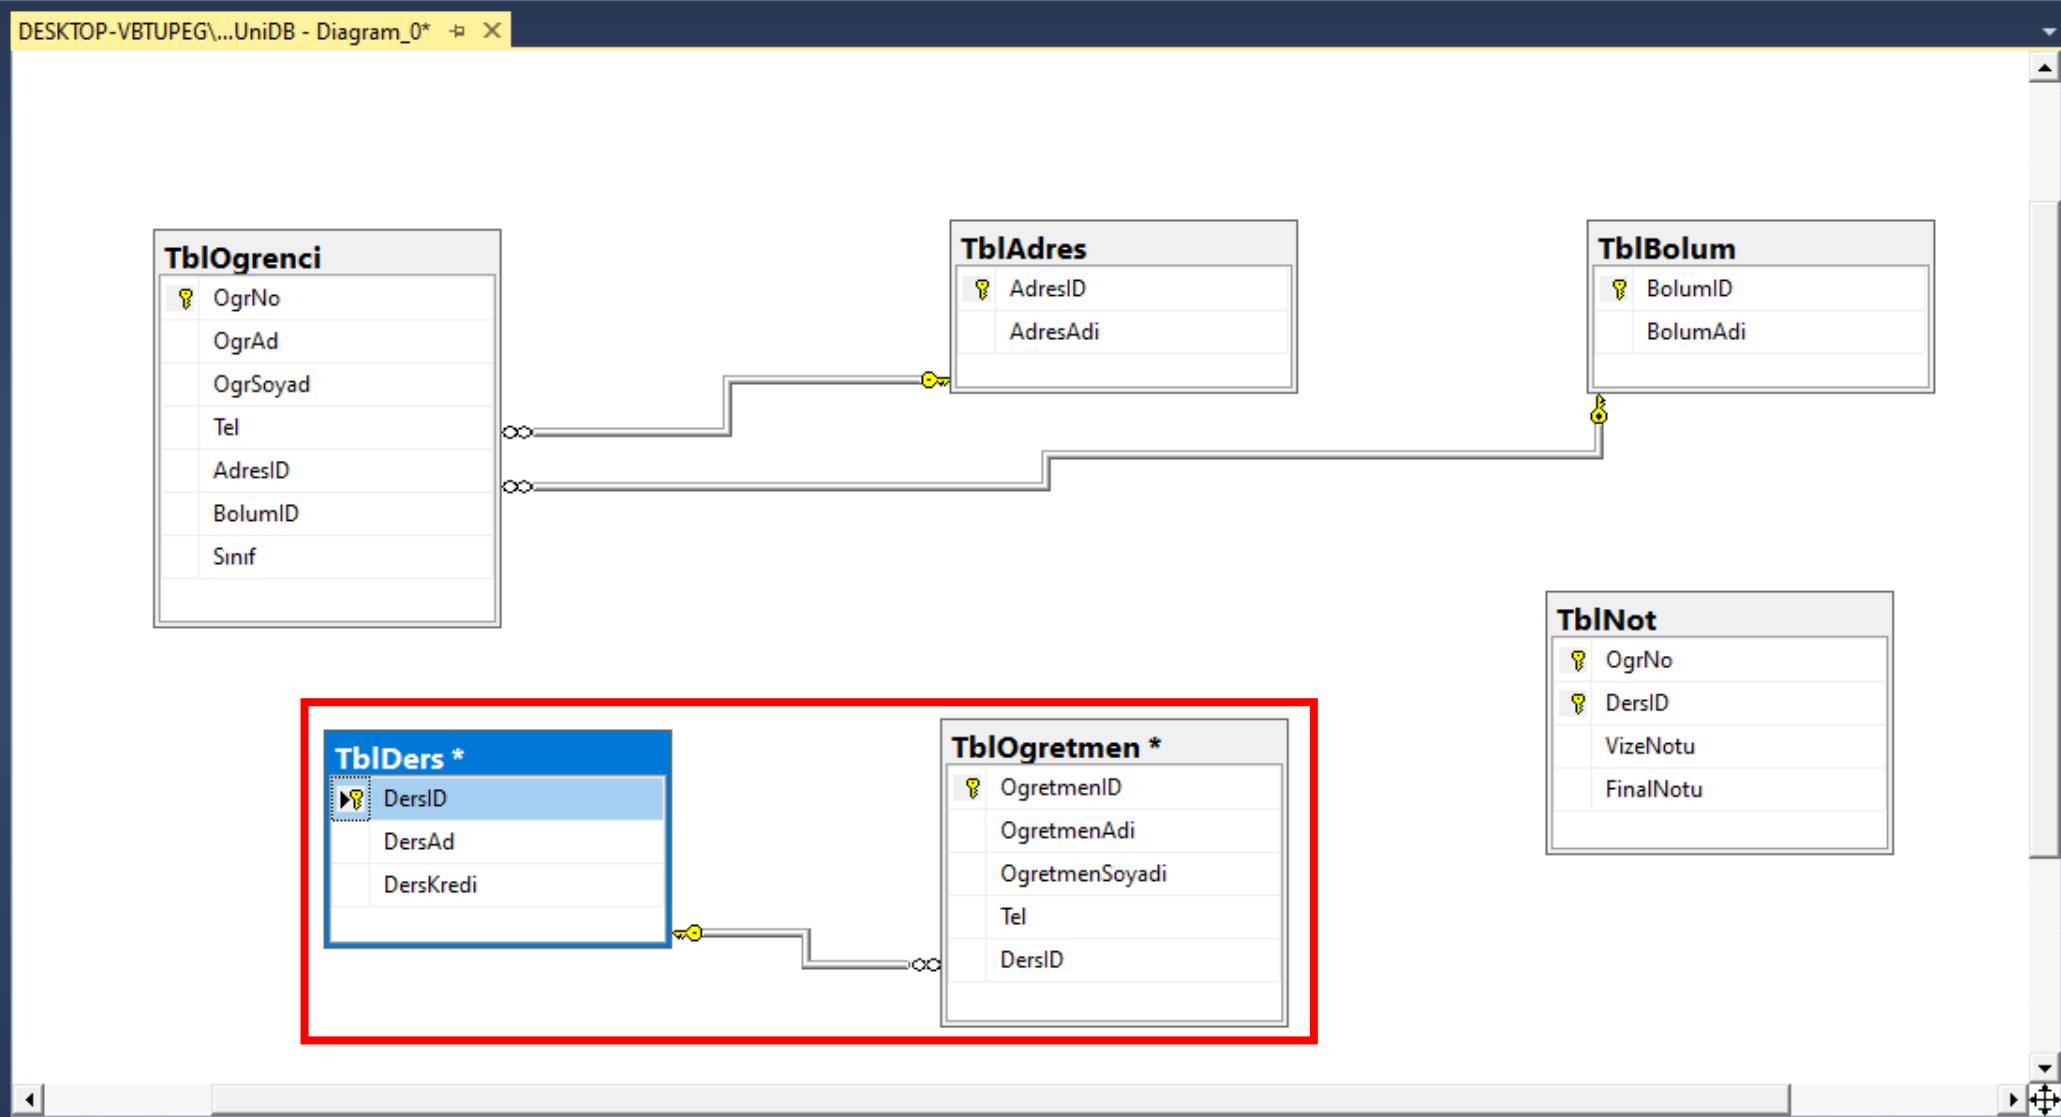 DESKTOP-VBTUPEG\...UniDB - Diagram_0*
TblOgrenci
OgrNo
OgrAd
OgrSoyad
Tel
AdresID
BolumID
Sınıf
TblAdres
AdresID
AdresAdi
TblBolum
BolumID
BolumAdi
TblNot
OgrNo
DersID
VizeNotu
FinalNotu
TblDers *
DersID
DersAd
DersKredi
TblOgretmen *
OgretmenID
OgretmenAdi
OgretmenSoyadi
Tel
DersID